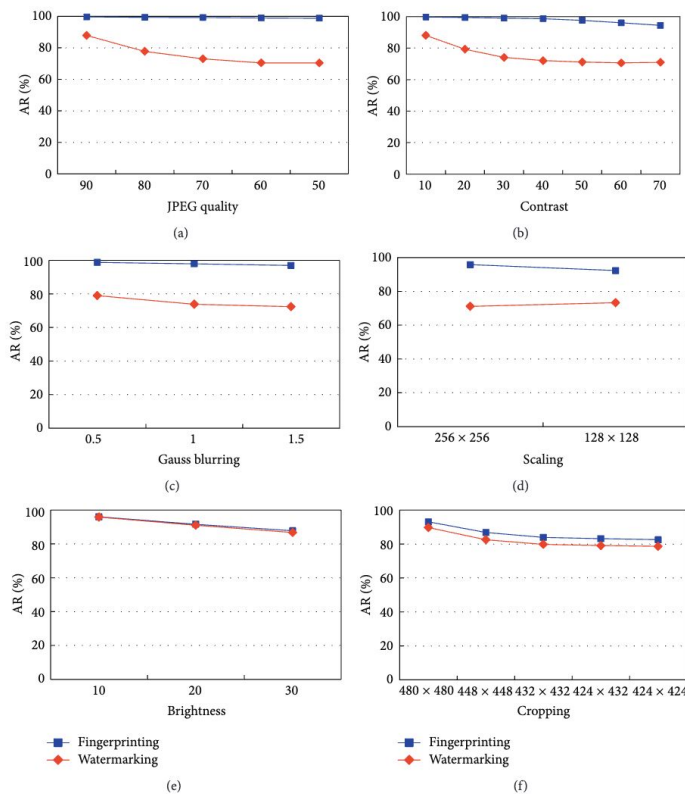 100
80
60
40
20
0
AR (%)
90 80 70 60 50
JPEG quality
(a)
100
80
60
40
20
0
AR (%)
10 20 30 40 50 60 70
Contrast
(b)
100
80
60
40
20
0
AR (%)
0.5 1 1.5
Gauss blurring
(c)
100
80
60
40
20
0
AR (%)
256 × 256 128 × 128
Scaling
(d)
100
80
60
40
20
0
AR (%)
10 20 30
Brightness
Fingerprinting
Watermarking
(e)
100
80
60
40
20
0
AR (%)
480 × 480 448 × 448 432 × 432 424 × 432 424 × 424
Cropping
Fingerprinting
Watermarking
(f)